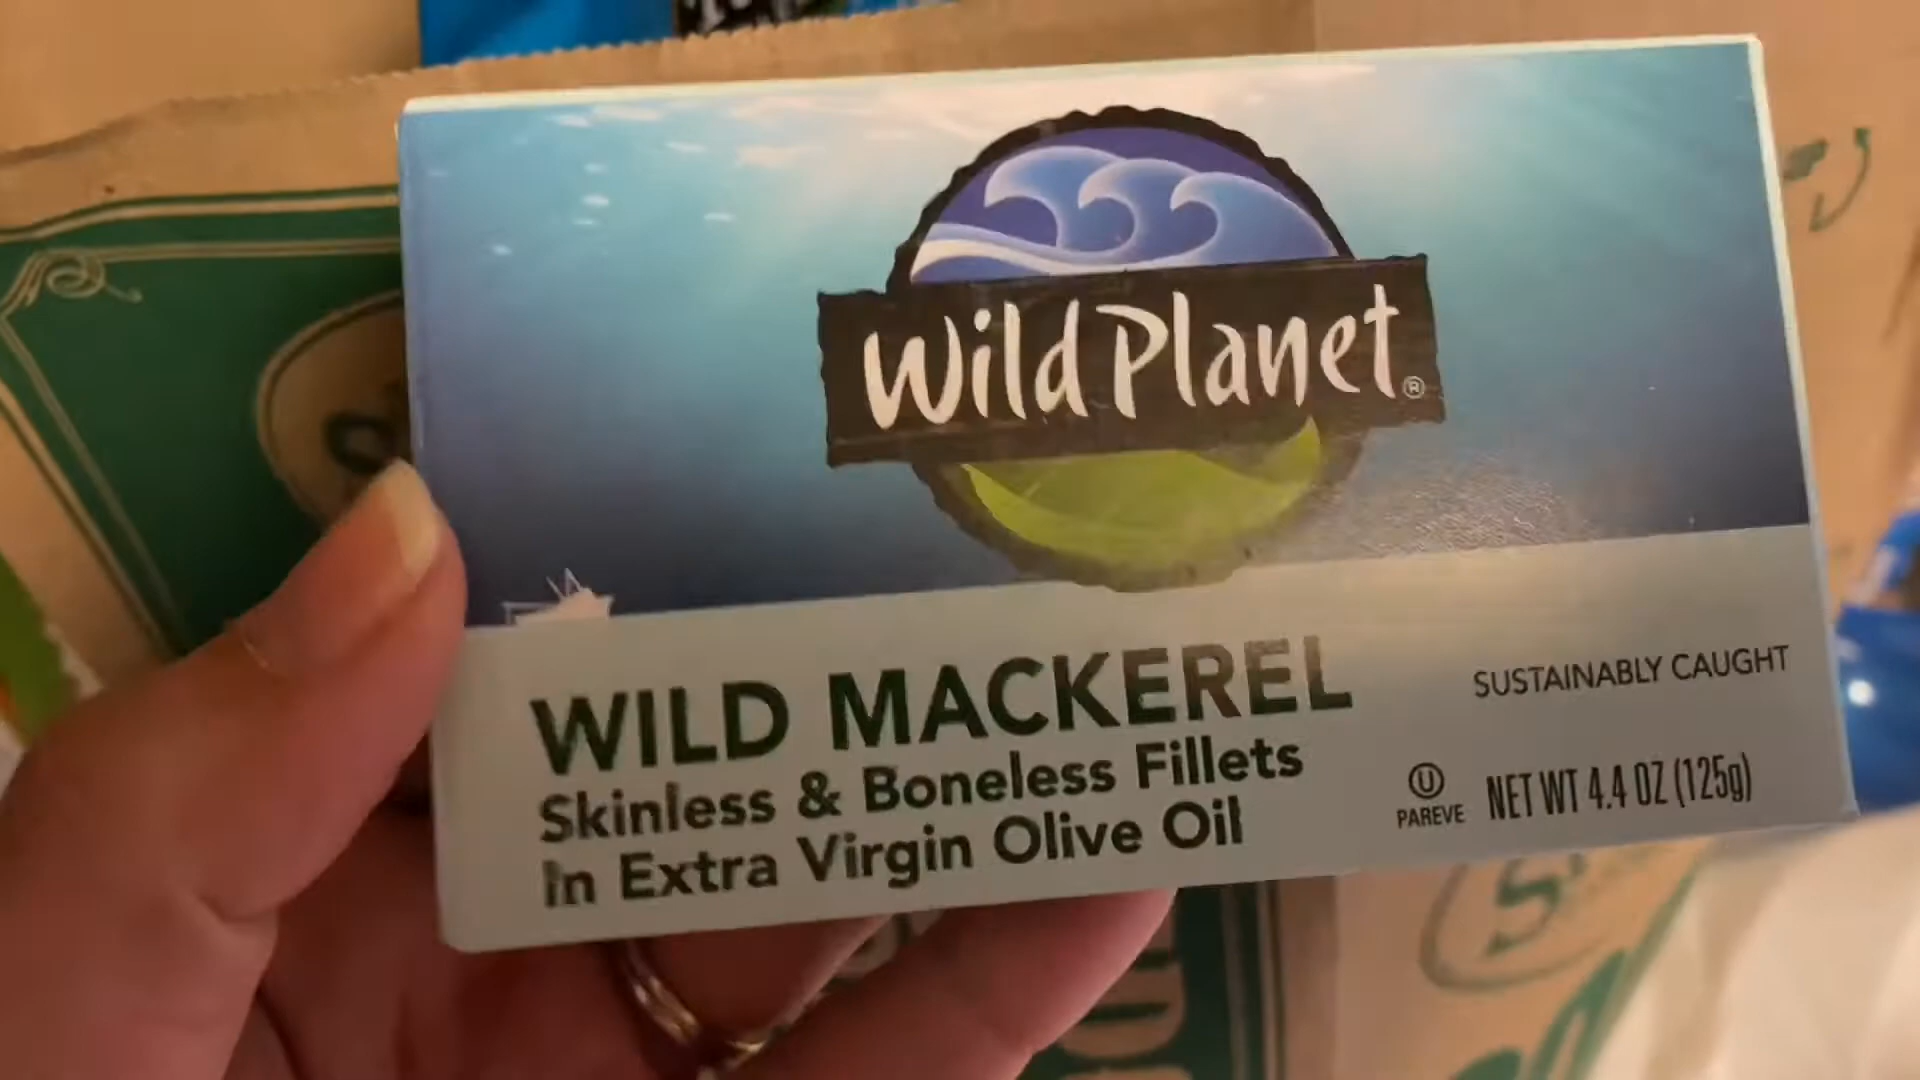 Wild Planet®
WILD MACKEREL
Skinless & Boneless Fillets
In Extra Virgin Olive Oil
SUSTAINABLY CAUGHT
U
PAREVE
NET WT 4.4 OZ (125g)